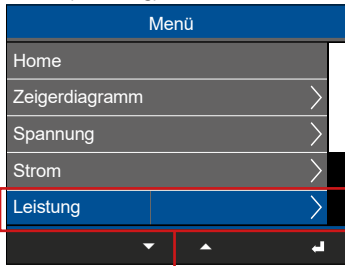 Menü
Home
Zeigerdiagramm
Spannung
Strom
Leistung